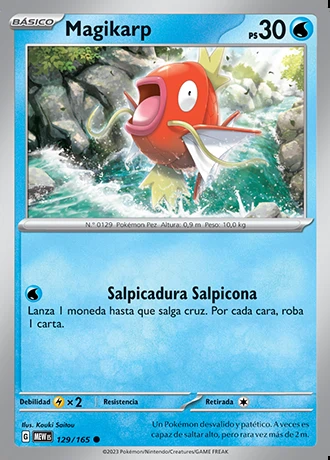 BÁSICO
Magikarp
PS 30
N.º 0129 Pokémon Pez Altura: 0,9 m Peso: 10,0 kg
Salpicadura Salpicona
Lanza 1 moneda hasta que salga cruz. Por cada cara, roba
1 carta.
Debilidad ×2 Resistencia Retirada
Ilus. Kouki Saitou
G MEW ES 129/165
Un Pokémon desvalido y patético. A veces es
capaz de saltar alto, pero rara vez más de 2 m.
©2023 Pokémon/Nintendo/Creatures/GAME FREAK